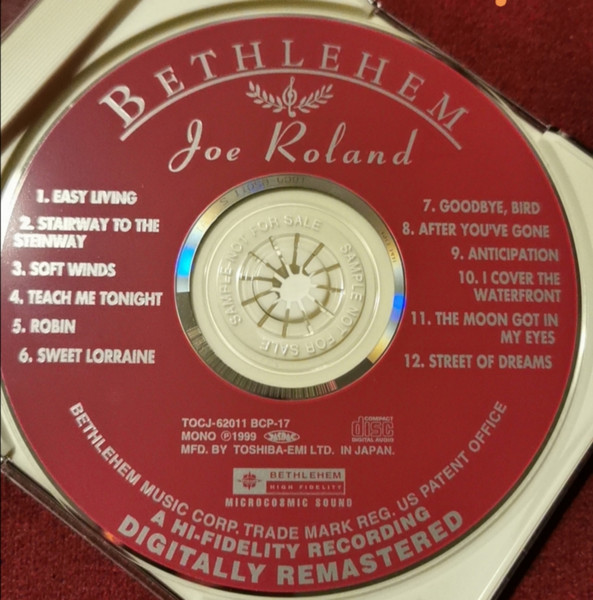 BETHLEHEM
Joe Roland
1. EASY LIVING
2. STAIRWAY TO THE
STEINWAY
3. SOFT WINDS
4. TEACH ME TONIGHT
5. ROBIN
6. SWEET LORRAINE
7. GOODBYE, BIRD
8. AFTER YOU'VE GONE
9. ANTICIPATION
10. I COVER THE
WATERFRONT
11. THE MOON GOT IN
MY EYES
12. STREET OF DREAMS
SAMPLE NOT FOR SALE
SAMPLE NOT FOR SALE
TOCJ-62011 BCP-17
MONO ℗1999
MFD. BY TOSHIBA-EMI LTD. IN JAPAN.
COMPACT
disc
DIGITAL AUDIO
BETHLEHEM
HIGH FIDELITY
MICROCOSMIC SOUND
BETHLEHEM MUSIC CORP. TRADE MARK REG. US PATENT OFFICE
A HI-FIDELITY RECORDING
DIGITALLY REMASTERED